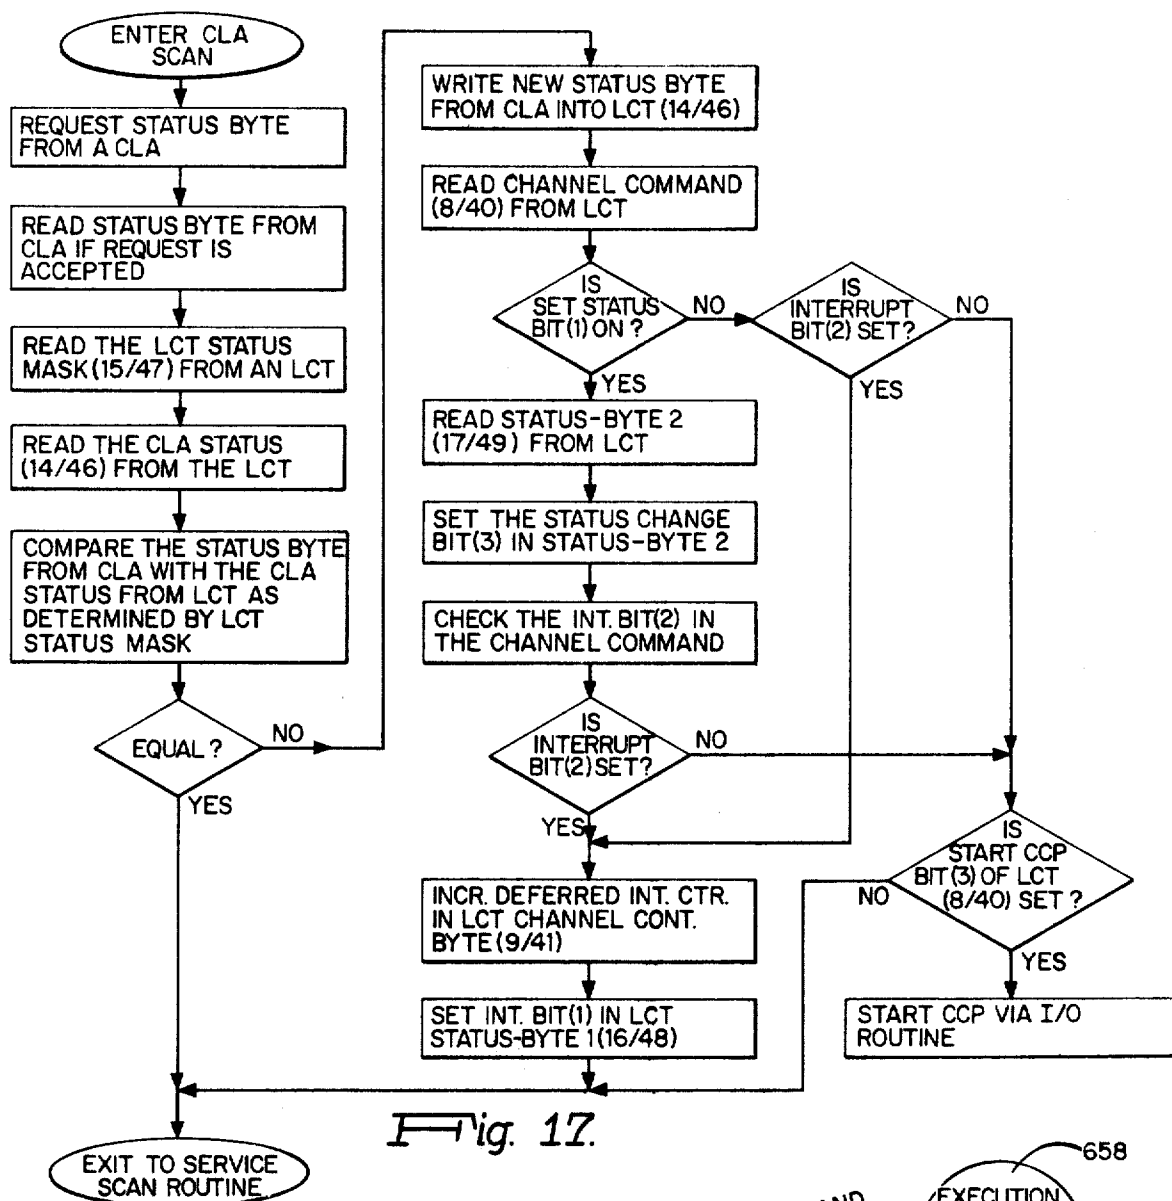 ENTER CLA
SCAN
REQUEST STATUS BYTE
FROM A CLA
READ STATUS BYTE FROM
CLA IF REQUEST IS
ACCEPTED
READ THE LCT STATUS
MASK (15/47) FROM AN LCT
READ THE CLA STATUS
(14/46) FROM THE LCT
COMPARE THE STATUS BYTE
FROM CLA WITH THE CLA
STATUS FROM LCT AS
DETERMINED BY LCT
STATUS MASK
EQUAL?
NO
YES
WRITE NEW STATUS BYTE
FROM CLA INTO LCT (14/46)
READ CHANNEL COMMAND
(8/40) FROM LCT
IS
SET STATUS
BIT(1) ON ?
NO
YES
IS
INTERRUPT
BIT(2) SET?
NO
YES
READ STATUS-BYTE 2
(17/49) FROM LCT
SET THE STATUS CHANGE
BIT(3) IN STATUS-BYTE 2
CHECK THE INT. BIT(2) IN
THE CHANNEL COMMAND
IS
INTERRUPT
BIT(2) SET?
NO
YES
INCR. DEFERRED INT. CTR.
IN LCT CHANNEL CONT.
BYTE (9/41)
SET INT. BIT(1) IN LCT
STATUS-BYTE 1 (16/48)
IS
START CCP
BIT(3) OF LCT
(8/40) SET ?
NO
YES
START CCP VIA I/O
ROUTINE
EXIT TO SERVICE
SCAN ROUTINE
Fig. 17.
658
AND
EXECUTION